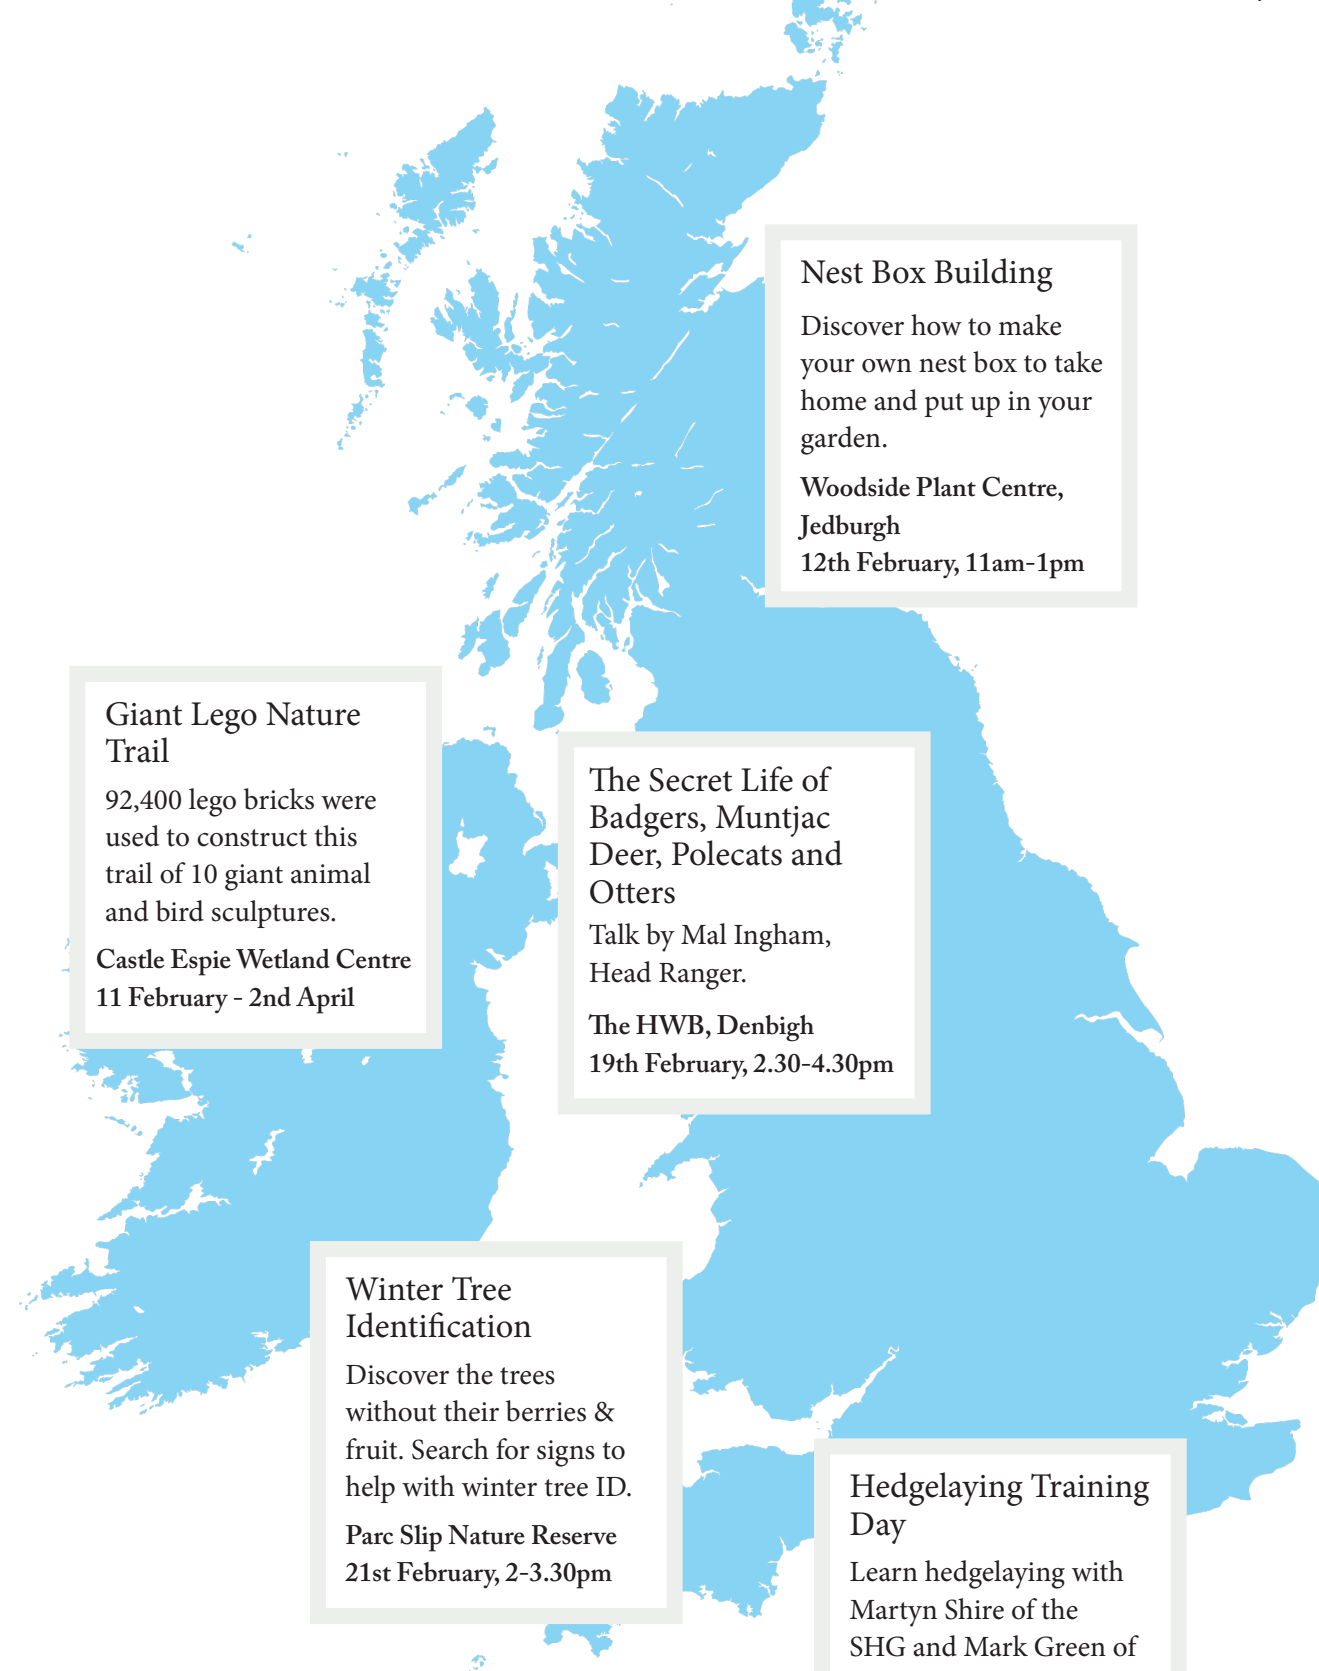 Nest Box Building
Discover how to make
your own nest box to take
home and put up in your
garden.
Woodside Plant Centre,
Jedburgh
12th February, 11am-1pm
Giant Lego Nature
Trail
92,400 lego bricks were
used to construct this
trail of 10 giant animal
and bird sculptures.
Castle Espie Wetland Centre
11 February - 2nd April
The Secret Life of
Badgers, Muntjac
Deer, Polecats and
Otters
Talk by Mal Ingham,
Head Ranger.
The HWB, Denbigh
19th February, 2.30-4.30pm
Winter Tree
Identification
Discover the trees
without their berries &
fruit. Search for signs to
help with winter tree ID.
Parc Slip Nature Reserve
21st February, 2-3.30pm
Hedgelaying Training
Day
Learn hedgelaying with
Martyn Shire of the
SHG and Mark Green of